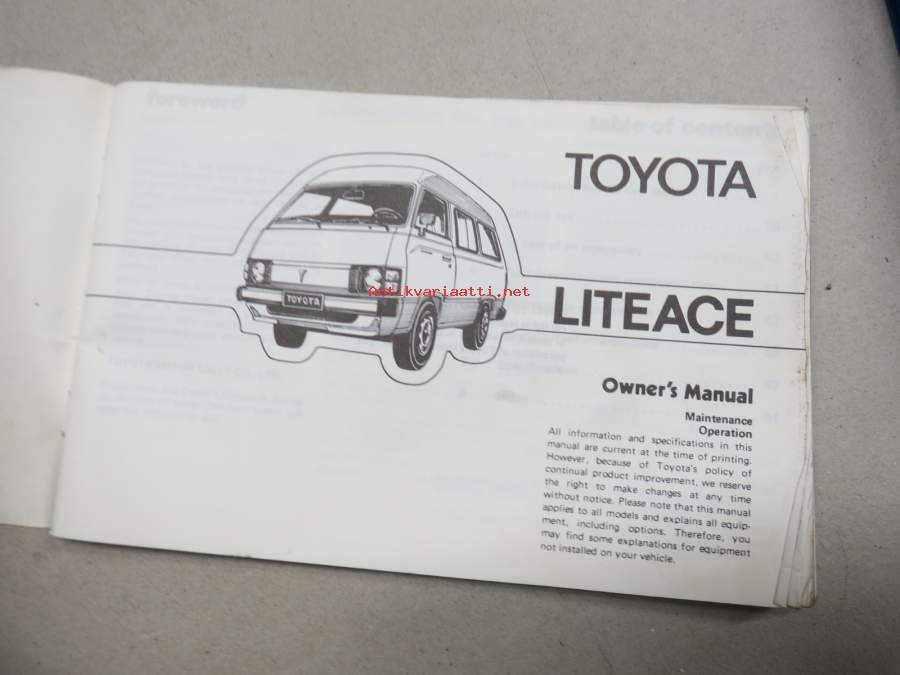 foreword
table of contents
TOYOTA
TOYOTA
Antikvariaatti.net
LITEACE
Owner's Manual
Maintenance
Operation
All information and specifications in this
manual are current at the time of printing.
However, because of Toyota's policy of
continual product improvement, we reserve
the right to make changes at any time
without notice. Please note that this manual
applies to all models and explains all equip-
ment, including options. Therefore, you
may find some explanations for equipment
not installed on your vehicle.